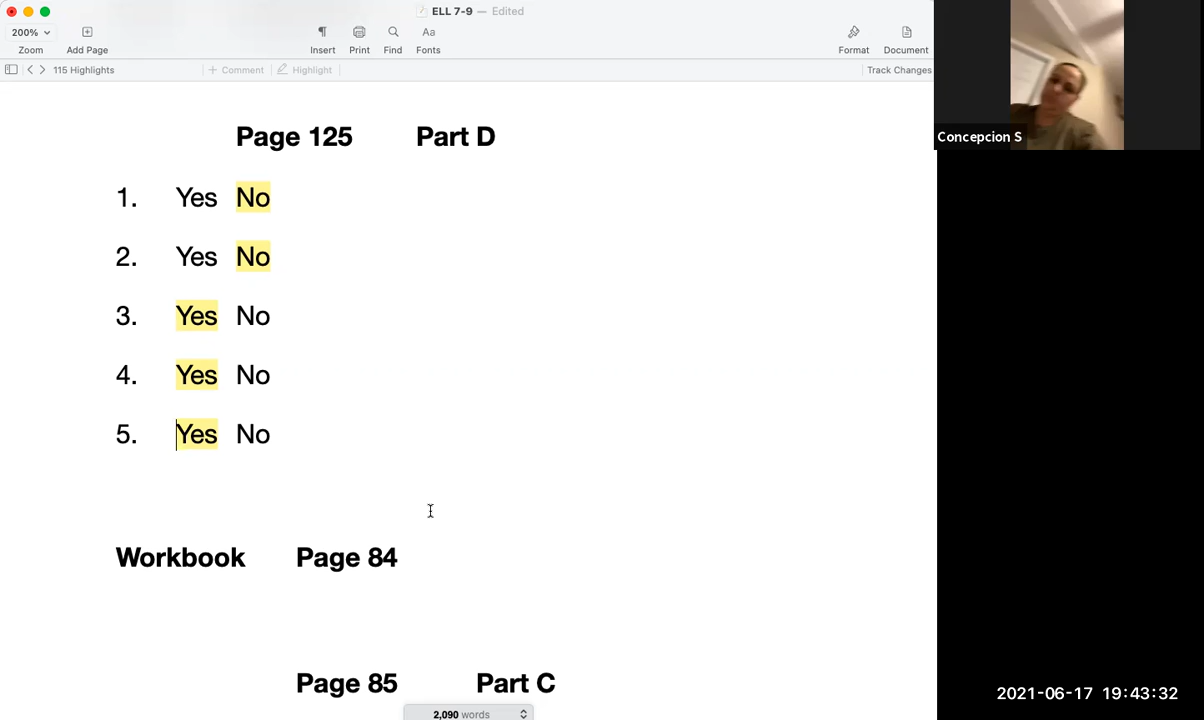 ELL 7-9 — Edited
200%
Zoom
Add Page
Insert
Print
Find
Aa
Fonts
Format
Document
115 Highlights
+ Comment
Highlight
Track Changes
Concepcion S
Page 125 Part D
1. Yes No
2. Yes No
3. Yes No
4. Yes No
5. Yes No
Workbook Page 84
Page 85 Part C
2,090 words
2021-06-17 19:43:32